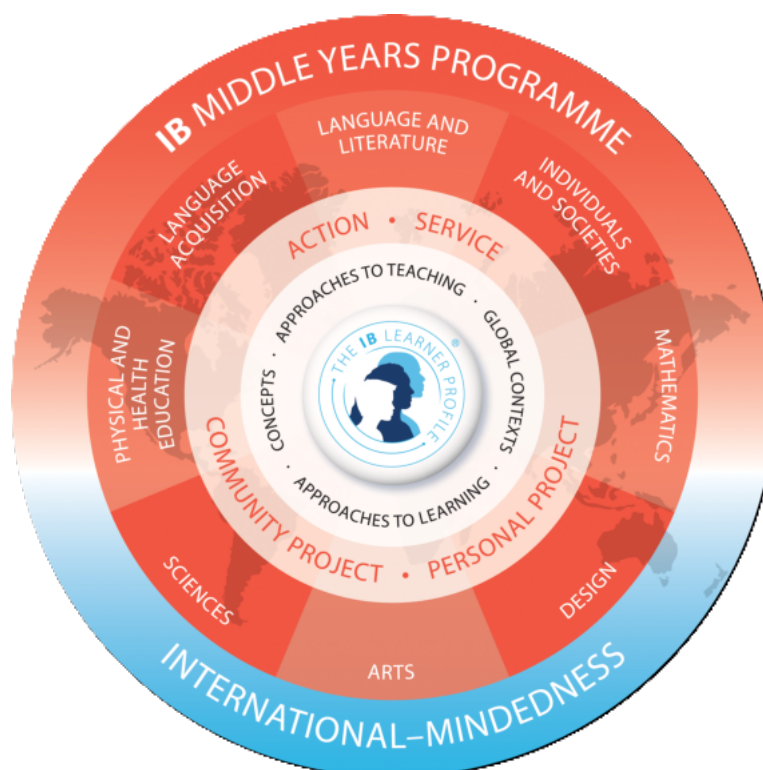 IB MIDDLE YEARS PROGRAMME
LANGUAGE AND
LITERATURE
INDIVIDUALS
AND SOCIETIES
MATHEMATICS
DESIGN
ARTS
SCIENCES
PHYSICAL AND
HEALTH
EDUCATION
LANGUAGE
ACQUISITION
ACTION • SERVICE
PERSONAL PROJECT •
COMMUNITY PROJECT
APPROACHES TO TEACHING ·
GLOBAL CONTEXTS ·
APPROACHES TO LEARNING ·
CONCEPTS ·
THE IB LEARNER PROFILE ®
INTERNATIONAL–MINDEDNESS